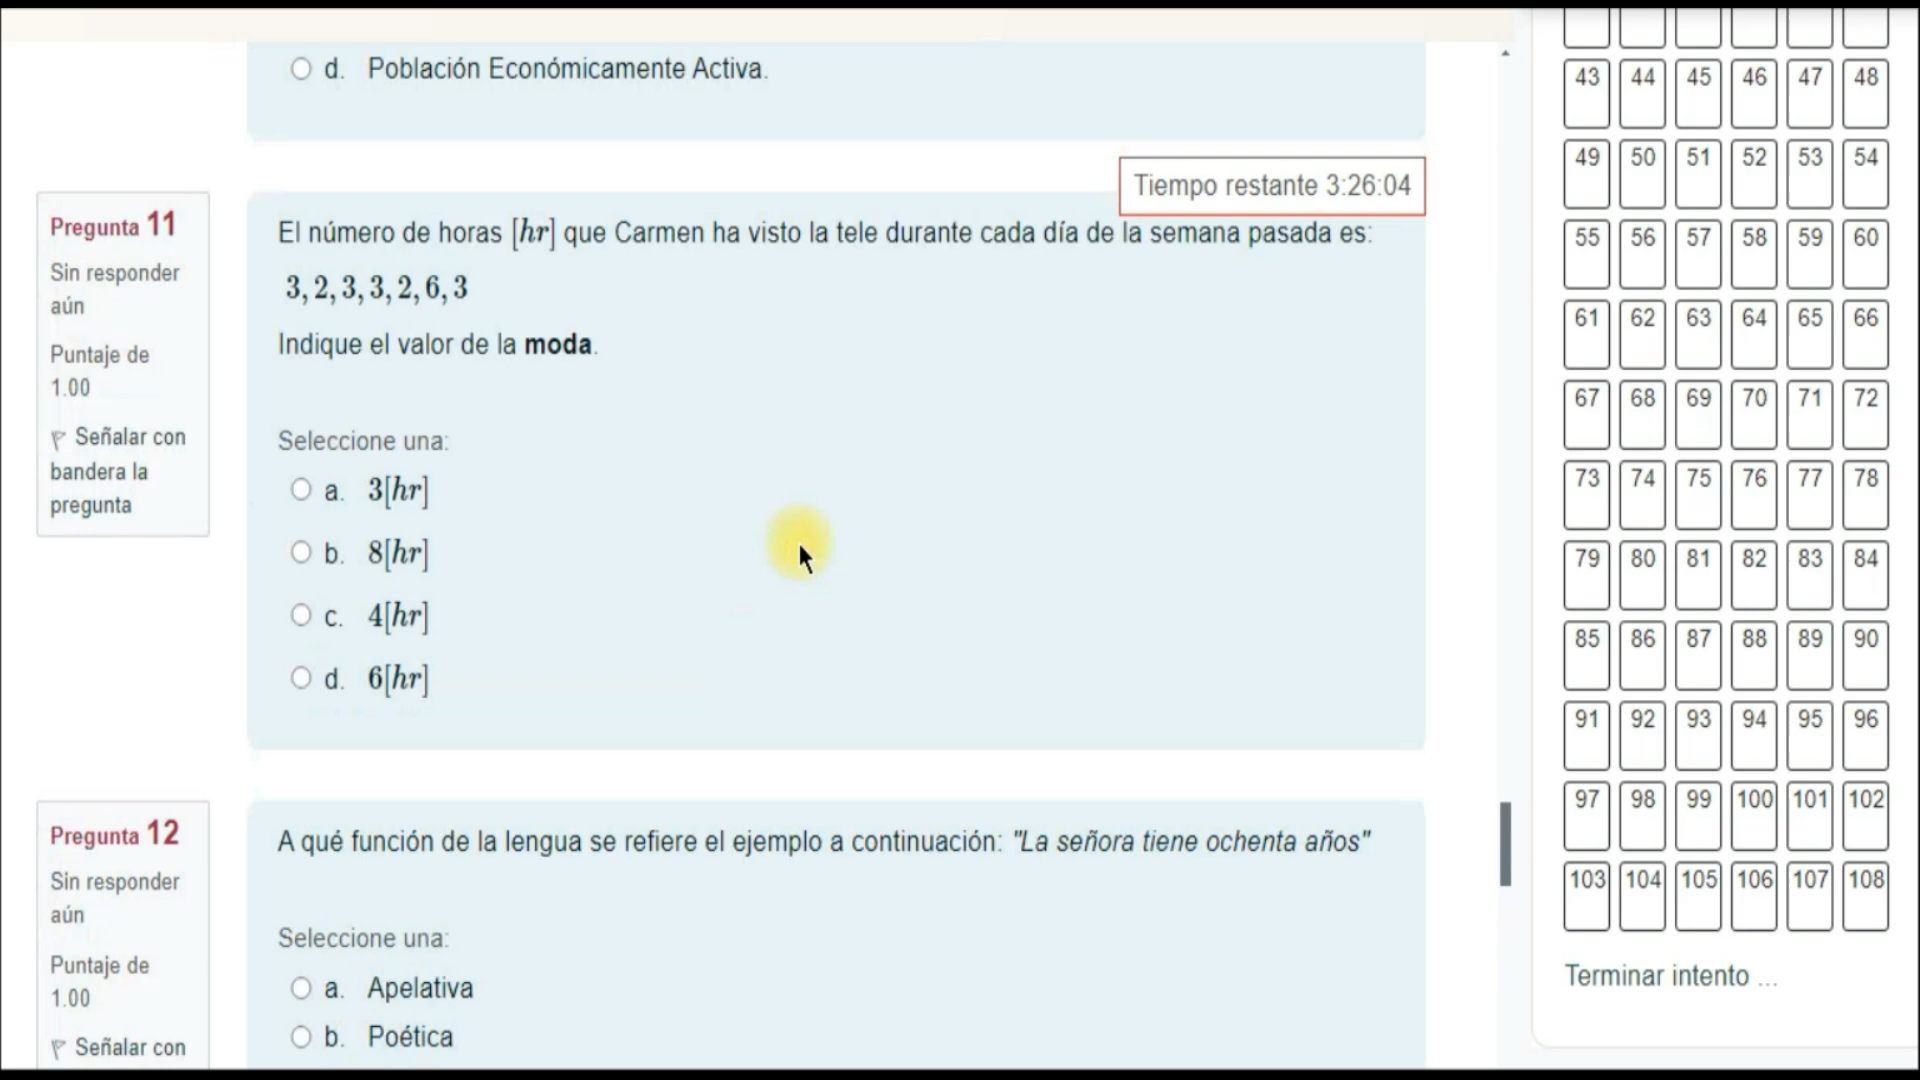 d. Población Económicamente Activa.
Tiempo restante 3:26:04
Pregunta 11
Sin responder
aún
Puntaje de
1.00
Señalar con
bandera la
pregunta
El número de horas [hr] que Carmen ha visto la tele durante cada día de la semana pasada es:
3, 2, 3, 3, 2, 6, 3
Indique el valor de la moda.
Seleccione una:
a. 3[hr]
b. 8[hr]
c. 4[hr]
d. 6[hr]
Pregunta 12
Sin responder
aún
Puntaje de
1.00
Señalar con
A qué función de la lengua se refiere el ejemplo a continuación: "La señora tiene ochenta años"
Seleccione una:
a. Apelativa
b. Poética
43 44 45 46 47 48
49 50 51 52 53 54
55 56 57 58 59 60
61 62 63 64 65 66
67 68 69 70 71 72
73 74 75 76 77 78
79 80 81 82 83 84
85 86 87 88 89 90
91 92 93 94 95 96
97 98 99 100 101 102
103 104 105 106 107 108
Terminar intento ...